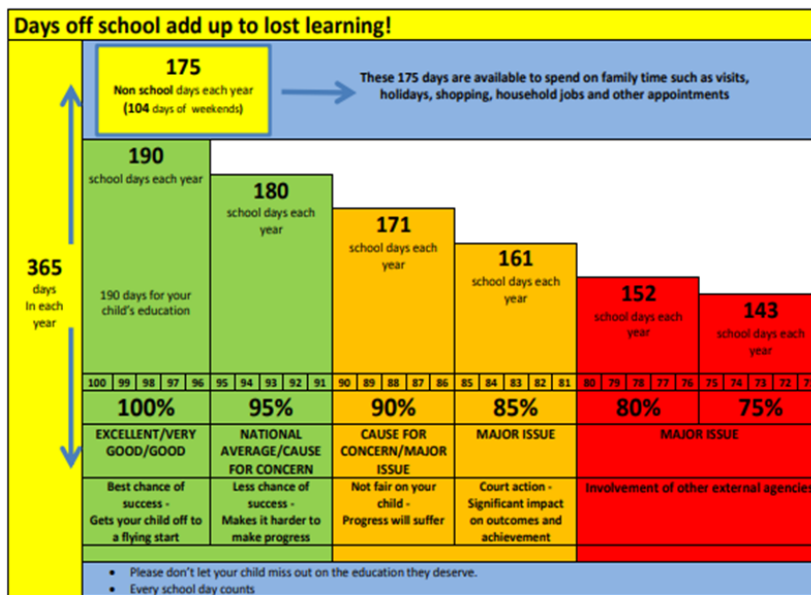 Days off school add up to lost learning!
175
Non school days each year
(104 days of weekends)
These 175 days are available to spend on family time such as visits,
holidays, shopping, household jobs and other appointments
365
days
In each
year
190
school days each year
190 days for your
child's education
180
school days each
year
171
school days each
year
161
school days each
year
152
school days each
year
143
school days each
year
100 99 98 97 96 95 94 93 92 91 90 89 88 87 86 85 84 83 82 81 80 79 78 77 76 75 74 73 72
100% 95% 90% 85% 80% 75%
EXCELLENT/VERY
GOOD/GOOD
NATIONAL
AVERAGE/CAUSE
FOR CONCERN
CAUSE FOR
CONCERN/MAJOR
ISSUE
MAJOR ISSUE
MAJOR ISSUE
Best chance of
success -
Gets your child off to
a flying start
Less chance of
success -
Makes it harder to
make progress
Not fair on your
child -
Progress will suffer
Court action -
Significant impact
on outcomes and
achievement
Involvement of other external agencies
• Please don't let your child miss out on the education they deserve.
• Every school day counts